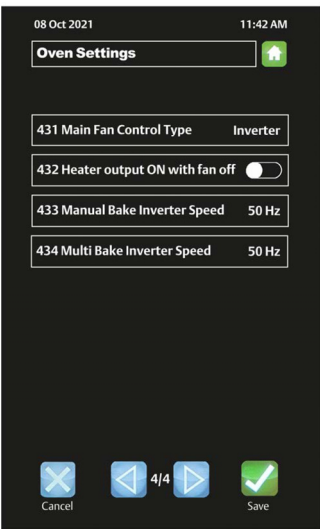 08 Oct 2021 11:42 AM
Oven Settings
431 Main Fan Control Type Inverter
432 Heater output ON with fan off
433 Manual Bake Inverter Speed 50 Hz
434 Multi Bake Inverter Speed 50 Hz
4/4
Cancel Save